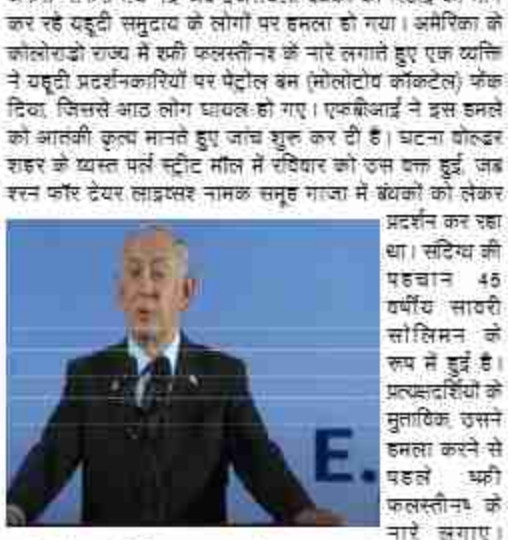 कर रहे यहूदी समुदाय के लोगों पर हमला हो गया। अमेरिका के
कोलोराडो राज्य में श्फ्री फलस्तीनश के नारे लगाते हुए एक व्यक्ति
ने यहूदी प्रदर्शनकारियों पर पेट्रोल बम (मोलोटोव कॉकटेल) फेंक
दिया, जिससे आठ लोग घायल हो गए। एफबीआई ने इस हमले
को आतंकी कृत्य मानते हुए जांच शुरू कर दी है। घटना बोल्डर
शहर के व्यस्त पर्ल स्ट्रीट मॉल में रविवार को उस वक्त हुई, जब
श्रन फॉर देयर लाइव्सश नामक समूह गाजा में बंधकों को लेकर
प्रदर्शन कर रहा
था। संदिग्ध की
पहचान 45
वर्षीय साबरी
सोलिमन के
रूप में हुई है।
प्रत्यक्षदर्शियों के
मुताबिक, उसने
हमला करने से
पहले श्फ्री
फलस्तीनश के
नारे लगाए।
E.